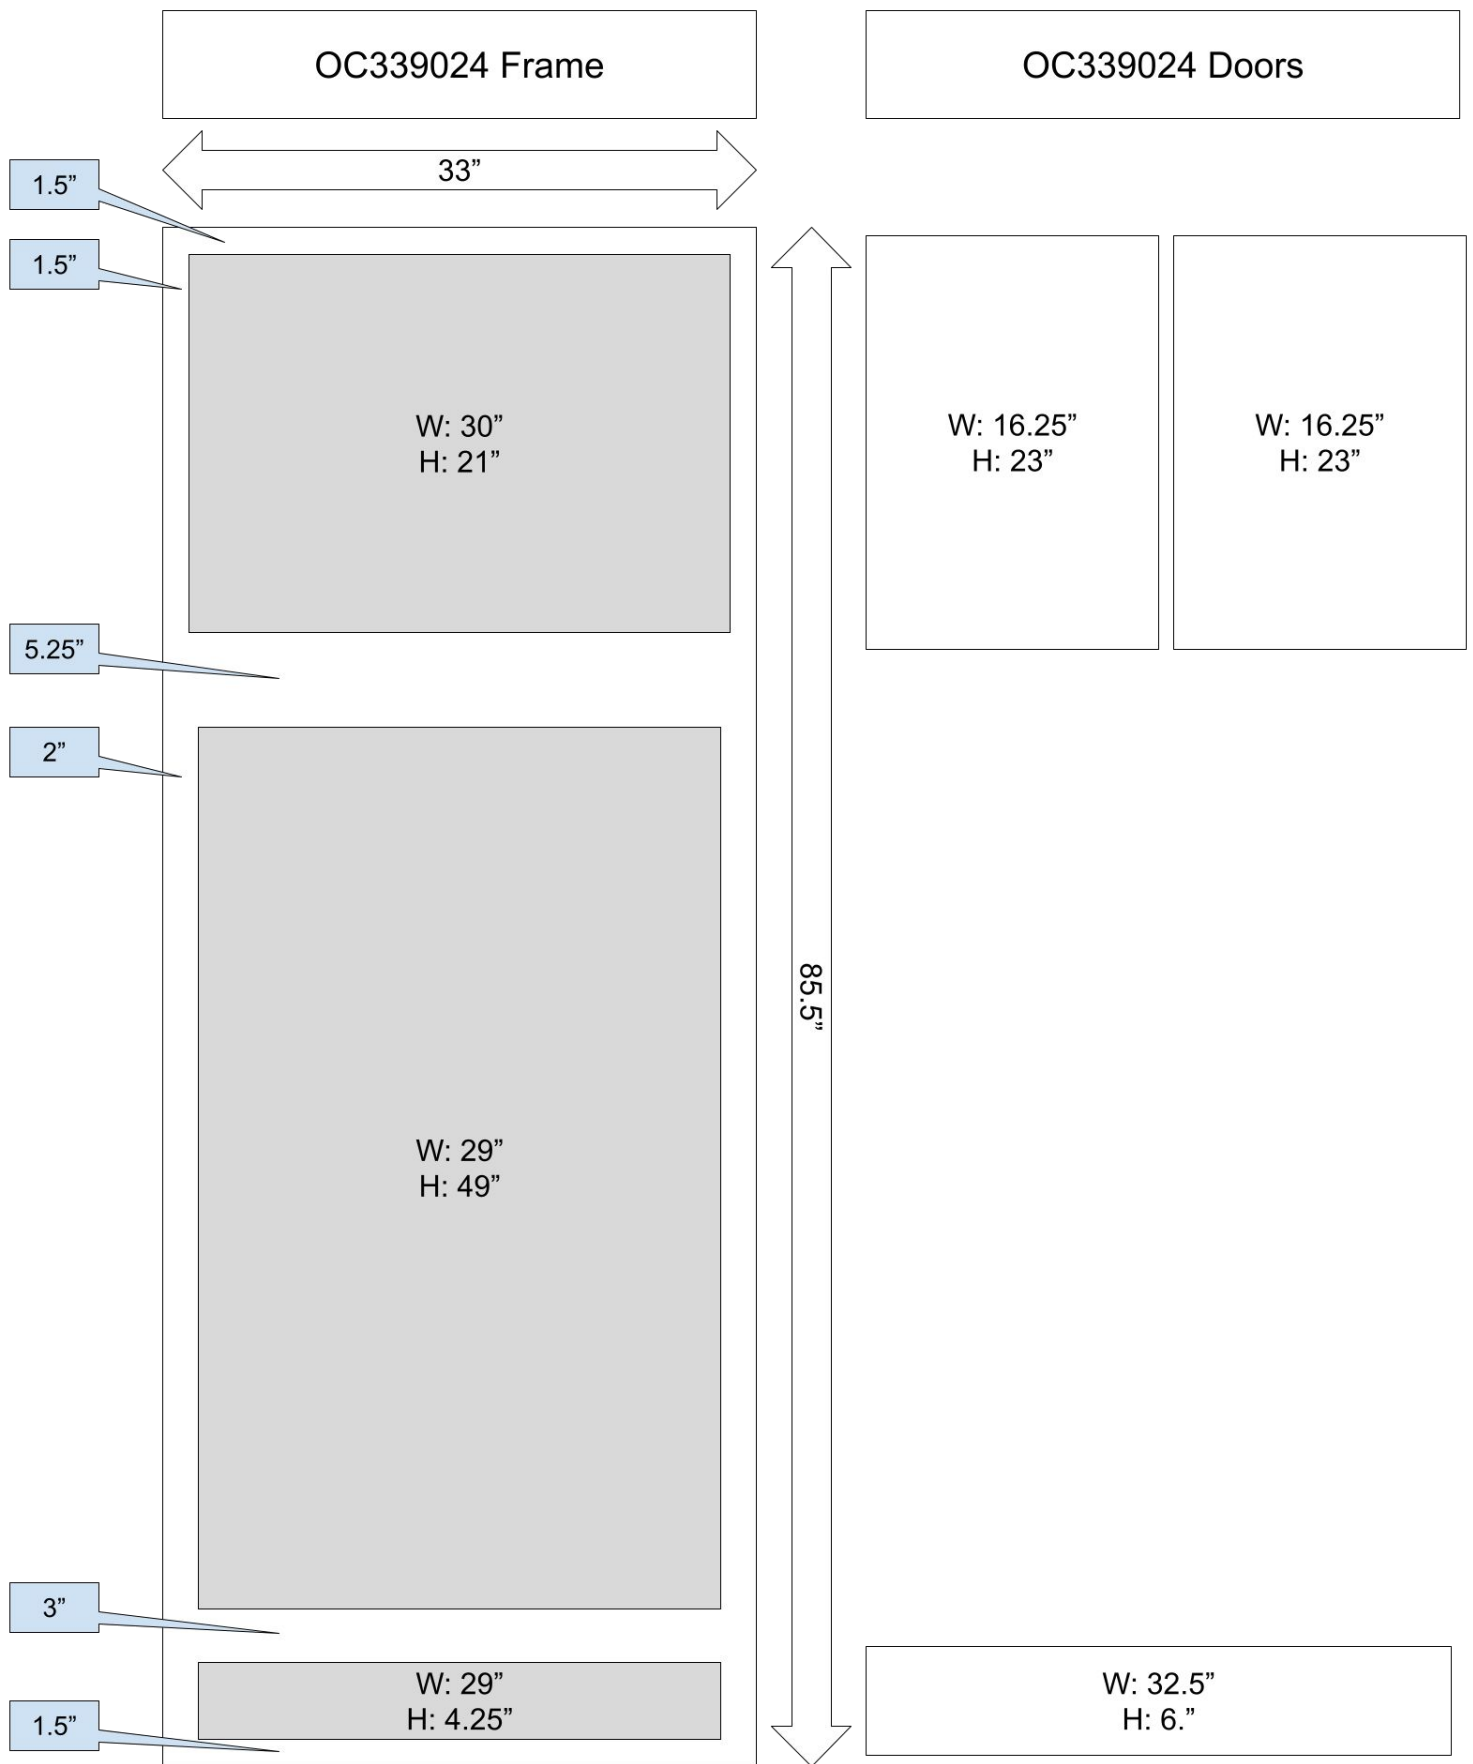 OC339024 Frame
OC339024 Doors
33”
1.5”
1.5”
W: 30”
H: 21”
W: 16.25”
H: 23”
W: 16.25”
H: 23”
5.25”
2”
85.5”
W: 29”
H: 49”
3”
W: 29”
H: 4.25”
W: 32.5”
H: 6.”
1.5”